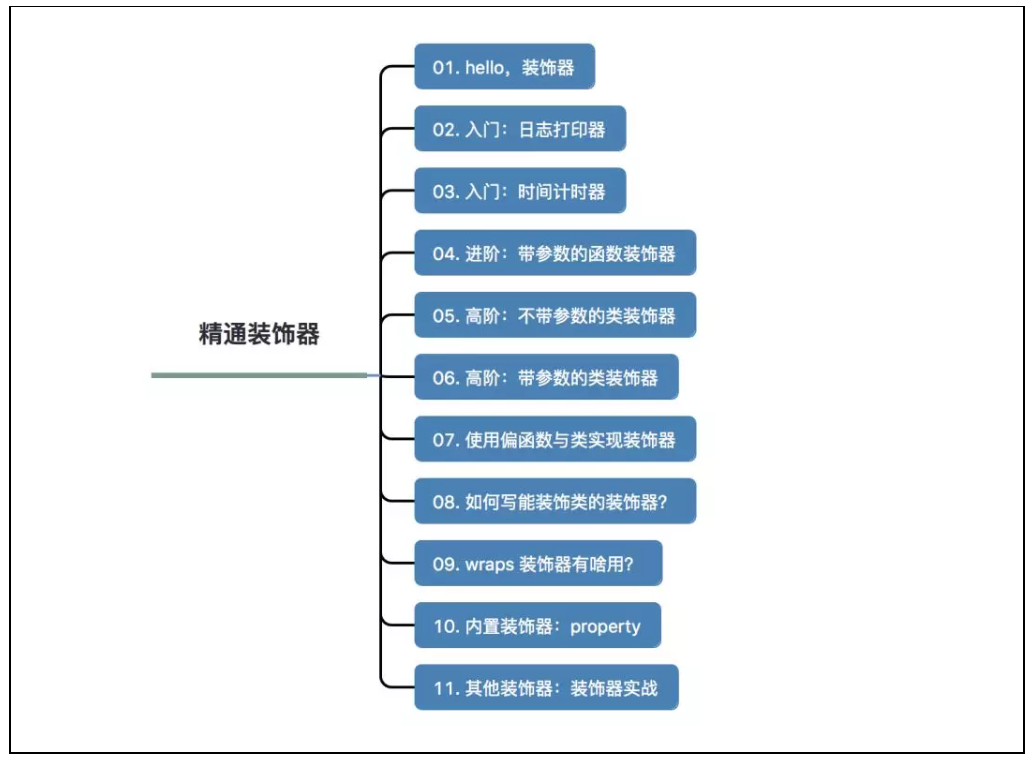 精通装饰器
01. hello，装饰器
02. 入门：日志打印器
03. 入门：时间计时器
04. 进阶：带参数的函数装饰器
05. 高阶：不带参数的类装饰器
06. 高阶：带参数的类装饰器
07. 使用偏函数与类实现装饰器
08. 如何写能装饰类的装饰器？
09. wraps 装饰器有啥用？
10. 内置装饰器：property
11. 其他装饰器：装饰器实战